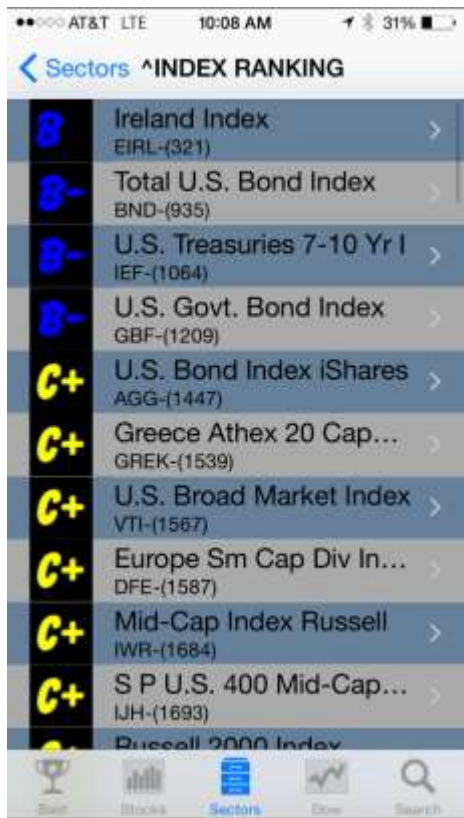 AT&T LTE 10:08 AM 31%
Sectors ^INDEX RANKING
B Ireland Index
EIRL-(321)
B- Total U.S. Bond Index
BND-(935)
B- U.S. Treasuries 7-10 Yr I
IEF-(1064)
B- U.S. Govt. Bond Index
GBF-(1209)
C+ U.S. Bond Index iShares
AGG-(1447)
C+ Greece Athex 20 Cap...
GREK-(1539)
C+ U.S. Broad Market Index
VTI-(1567)
C+ Europe Sm Cap Div In...
DFE-(1587)
C+ Mid-Cap Index Russell
IWR-(1684)
C+ S P U.S. 400 Mid-Cap...
IJH-(1693)
Russell 2000 Index
Best Stocks Sectors Dow Search